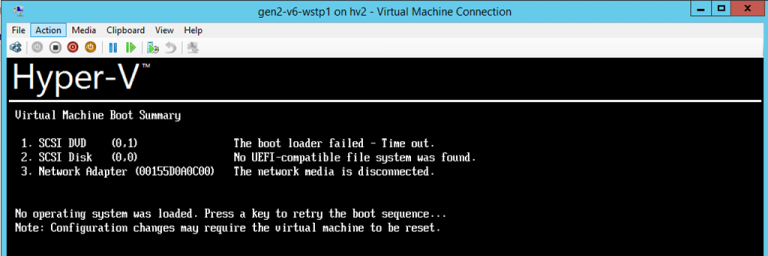 gen2-v6-wstp1 on hv2 - Virtual Machine Connection
File Action Media Clipboard View Help
Hyper-V™
Virtual Machine Boot Summary
1. SCSI DVD (0,1) The boot loader failed - Time out.
2. SCSI Disk (0,0) No UEFI-compatible file system was found.
3. Network Adapter (00155D0A0C00) The network media is disconnected.
No operating system was loaded. Press a key to retry the boot sequence...
Note: Configuration changes may require the virtual machine to be reset.